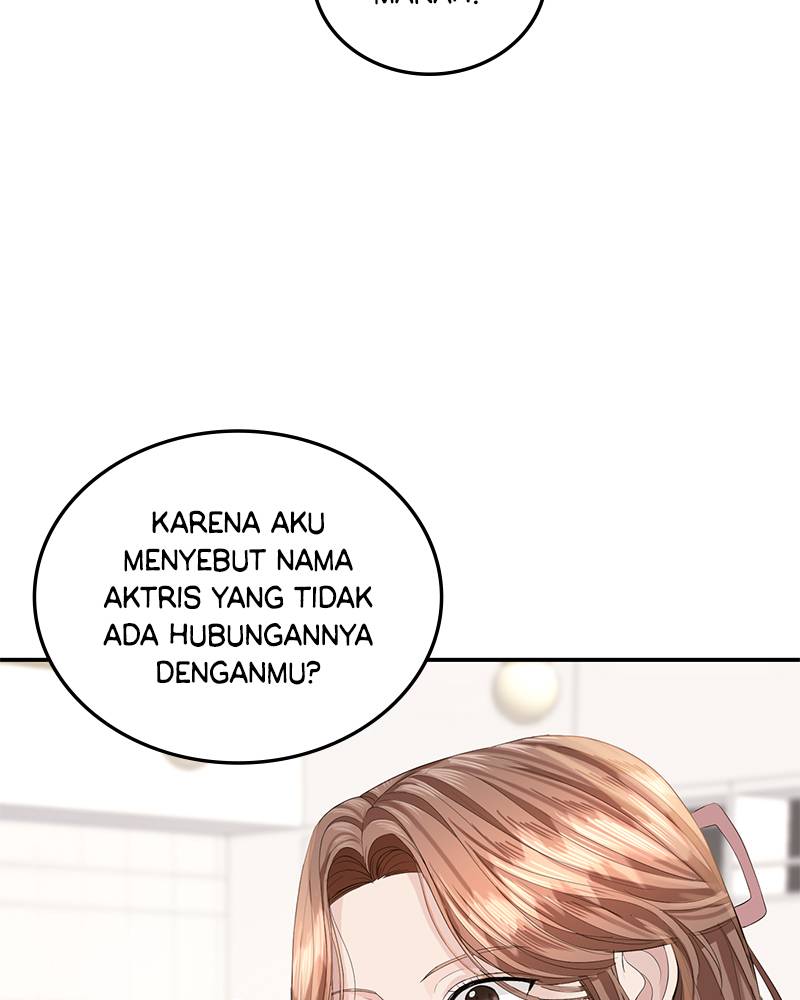 KARENA AKU
MENYEBUT NAMA
AKTRIS YANG TIDAK
ADA HUBUNGANNYA
DENGANMU?